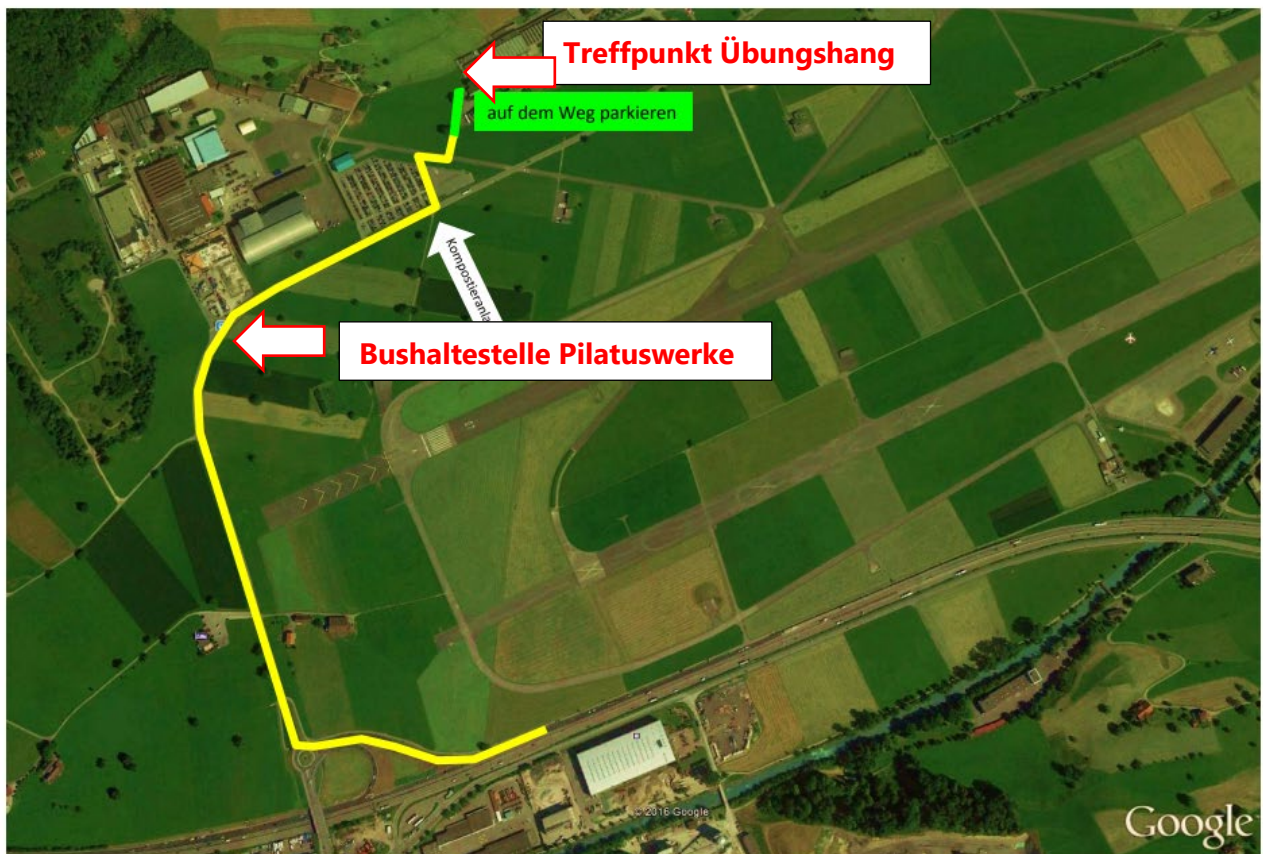 Treffpunkt Übungshang
auf dem Weg parkieren
Bushaltestelle Pilatuswerke
© 2016 Google
Google